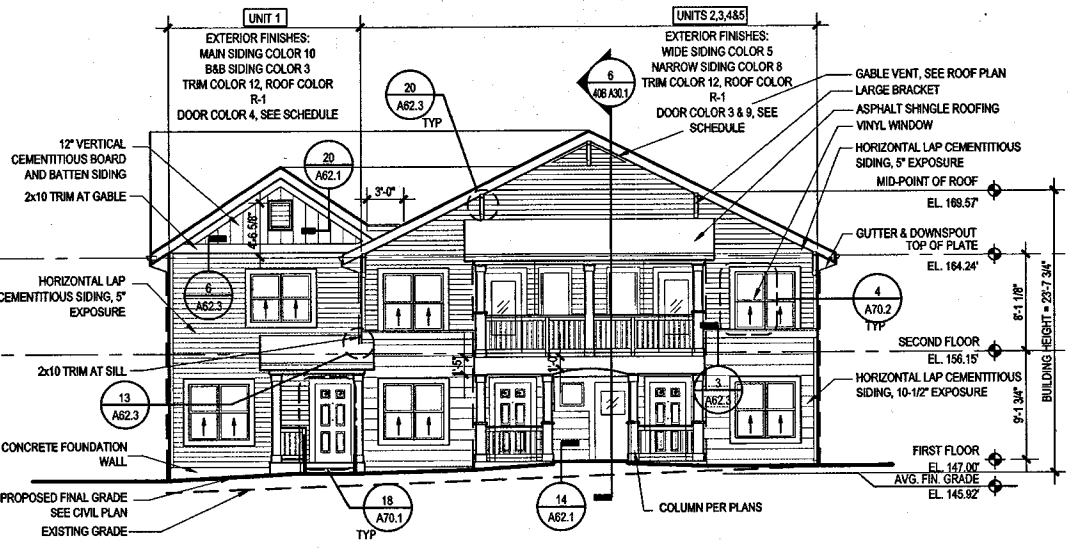 UNIT 1
EXTERIOR FINISHES:
MAIN SIDING COLOR 10
B&B SIDING COLOR 3
TRIM COLOR 12, ROOF COLOR
R-1
DOOR COLOR 4, SEE SCHEDULE
UNITS 2,3,4&5
EXTERIOR FINISHES:
WIDE SIDING COLOR 5
NARROW SIDING COLOR 8
TRIM COLOR 12, ROOF COLOR
R-1
DOOR COLOR 3 & 9, SEE
SCHEDULE
20
A62.3
TYP
6
40B A30.1
GABLE VENT, SEE ROOF PLAN
LARGE BRACKET
ASPHALT SHINGLE ROOFING
VINYL WINDOW
HORIZONTAL LAP CEMENTITIOUS
SIDING, 5" EXPOSURE
12" VERTICAL
CEMENTITIOUS BOARD
AND BATTEN SIDING
2x10 TRIM AT GABLE
20
A62.1
3'-0"
4'-6 5/8"
MID-POINT OF ROOF
EL. 169.57'
GUTTER & DOWNSPOUT
TOP OF PLATE
EL. 164.24'
HORIZONTAL LAP
CEMENTITIOUS SIDING, 5"
EXPOSURE
6
A62.3
4
A70.2
TYP
8'-1 1/8"
BUILDING HEIGHT = 23'-7 3/4"
SECOND FLOOR
EL. 156.15'
2x10 TRIM AT SILL
1'-5"
1'-0"
13
A62.3
3
A62.3
HORIZONTAL LAP CEMENTITIOUS
SIDING, 10-1/2" EXPOSURE
9'-1 3/4"
CONCRETE FOUNDATION
WALL
FIRST FLOOR
EL. 147.00'
AVG. FIN. GRADE
EL. 145.92'
PROPOSED FINAL GRADE
SEE CIVIL PLAN
EXISTING GRADE
18
A70.1
TYP
14
A62.1
COLUMN PER PLANS